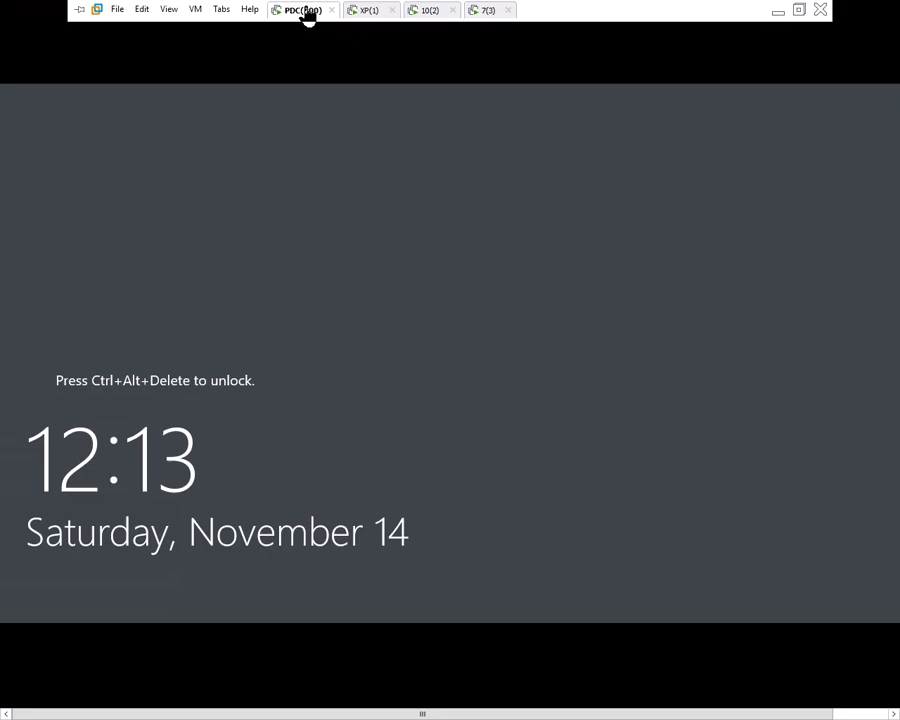 File Edit View VM Tabs Help XP(1) 10(2) 7(3)
Press Ctrl+Alt+Delete to unlock.
12:13
Saturday, November 14